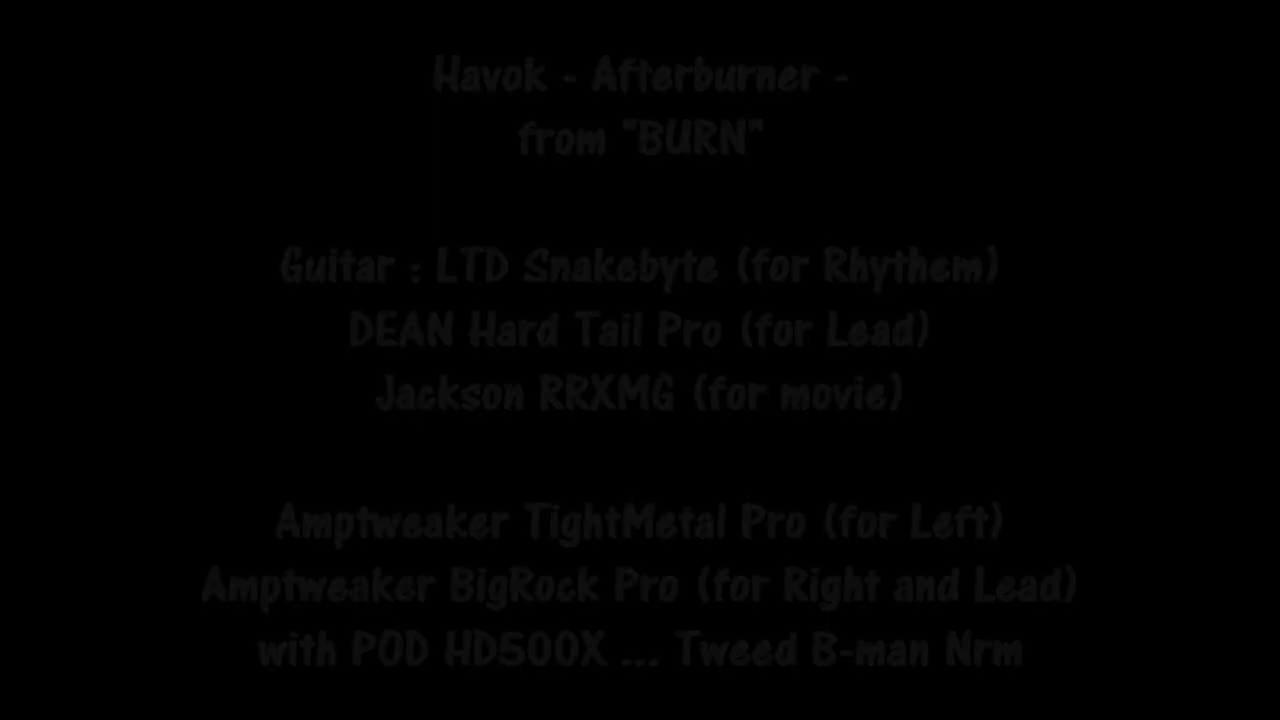 Havok - Afterburner -
from "BURN"
Guitar : LTD Snakebyte (for Rhythem)
DEAN Hard Tail Pro (for Lead)
Jackson RRXMG (for movie)
Amptweaker TightMetal Pro (for Left)
Amptweaker BigRock Pro (for Right and Lead)
with POD HD500X ... Tweed B-man Nrm